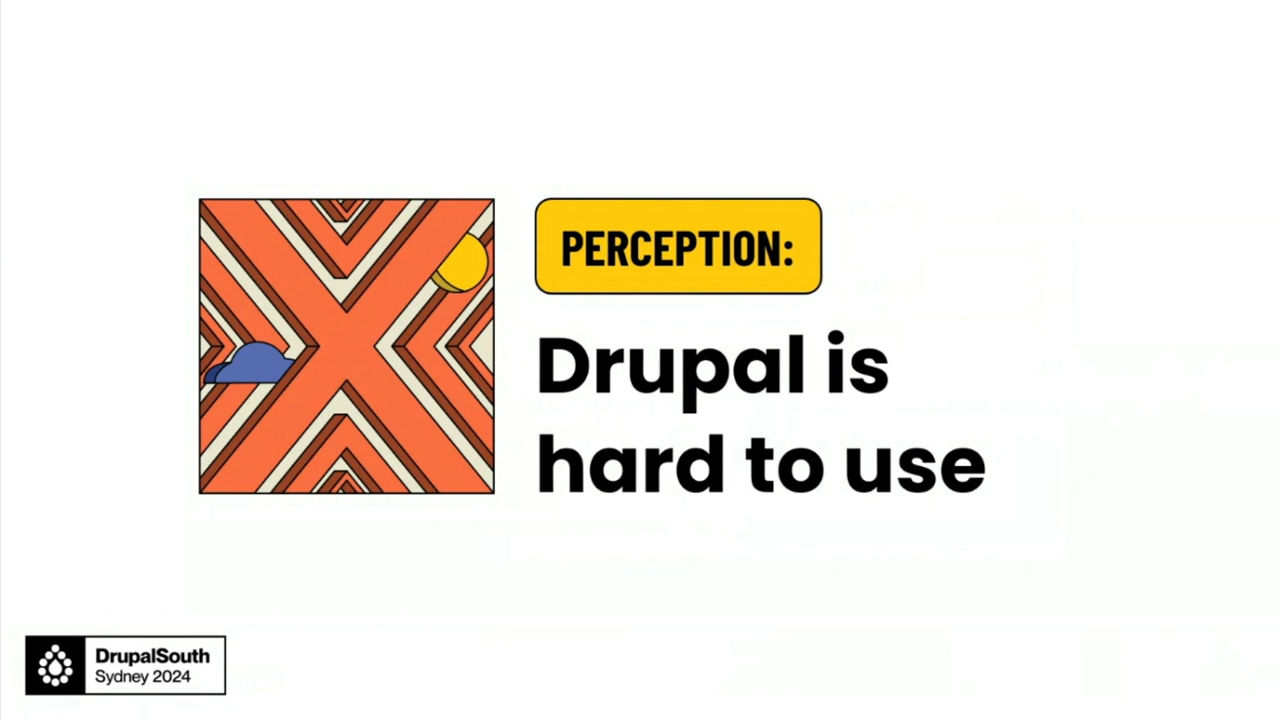 PERCEPTION:
Drupal is
hard to use
DrupalSouth
Sydney 2024